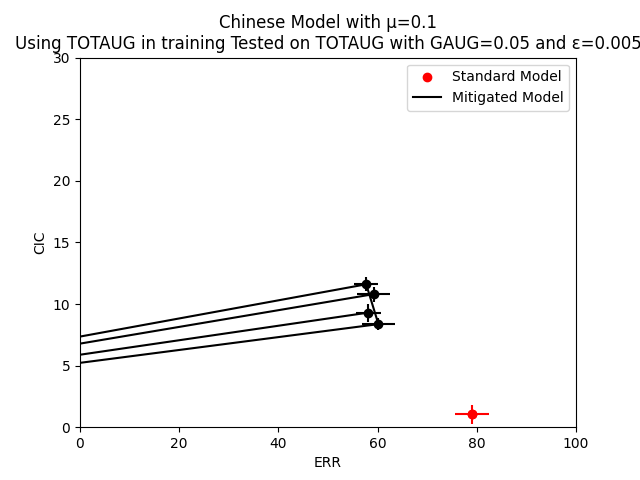 Chinese Model with μ=0.1
Using TOTAUG in training Tested on TOTAUG with GAUG=0.05 and ε=0.005
Standard Model
Mitigated Model
30
25
20
15
10
5
0
CIC
0 20 40 60 80 100
ERR